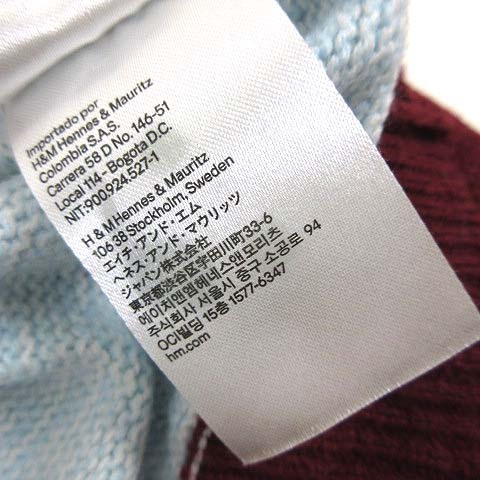 Importado por
H&M Hennes & Mauritz
Colombia S.A.S.
Carrera 58 D No. 146-51
Local 114 - Bogota D.C.
NIT-900.924.527-1
H & M Hennes & Mauritz
106 38 Stockholm, Sweden
エイチ アンド・エム
ヘネス・アンド・マウリッツ
ジャパン株式会社
東京都渋谷区宇田川町33-6
에이치앤엠헤네스앤모리츠
주식회사 서울시 중구 소공로 94
OCI빌딩 15층 1577-6347
hm.com